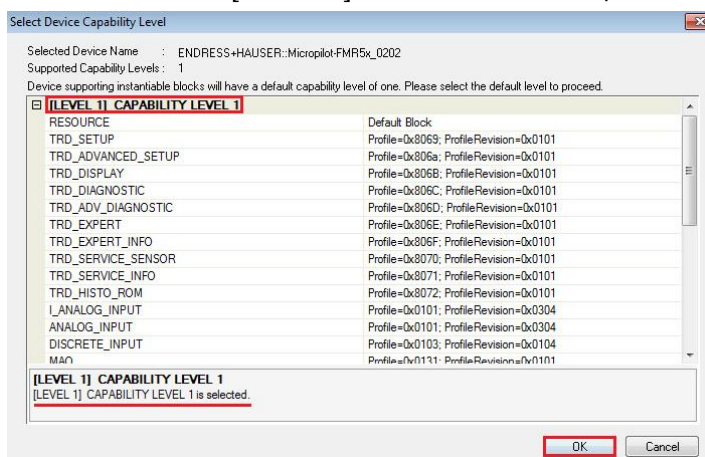 Select Device Capability Level
Selected Device Name : ENDRESS+HAUSER::Micropilot-FMR5x_0202
Supported Capability Levels : 1
Device supporting instantiable blocks will have a default capability level of one. Please select the default level to proceed.
[LEVEL 1] CAPABILITY LEVEL 1
RESOURCE Default Block
TRD_SETUP Profile=0x8069; ProfileRevision=0x0101
TRD_ADVANCED_SETUP Profile=0x806a; ProfileRevision=0x0101
TRD_DISPLAY Profile=0x806B; ProfileRevision=0x0101
TRD_DIAGNOSTIC Profile=0x806C; ProfileRevision=0x0101
TRD_ADV_DIAGNOSTIC Profile=0x806D; ProfileRevision=0x0101
TRD_EXPERT Profile=0x806E; ProfileRevision=0x0101
TRD_EXPERT_INFO Profile=0x806F; ProfileRevision=0x0101
TRD_SERVICE_SENSOR Profile=0x8070; ProfileRevision=0x0101
TRD_SERVICE_INFO Profile=0x8071; ProfileRevision=0x0101
TRD_HISTO_ROM Profile=0x8072; ProfileRevision=0x0101
I_ANALOG_INPUT Profile=0x0101; ProfileRevision=0x0304
ANALOG_INPUT Profile=0x0101; ProfileRevision=0x0304
DISCRETE_INPUT Profile=0x0103; ProfileRevision=0x0104
MAO Profile=0x0131; ProfileRevision=0x0101
[LEVEL 1] CAPABILITY LEVEL 1
[LEVEL 1] CAPABILITY LEVEL 1 is selected.
OK Cancel